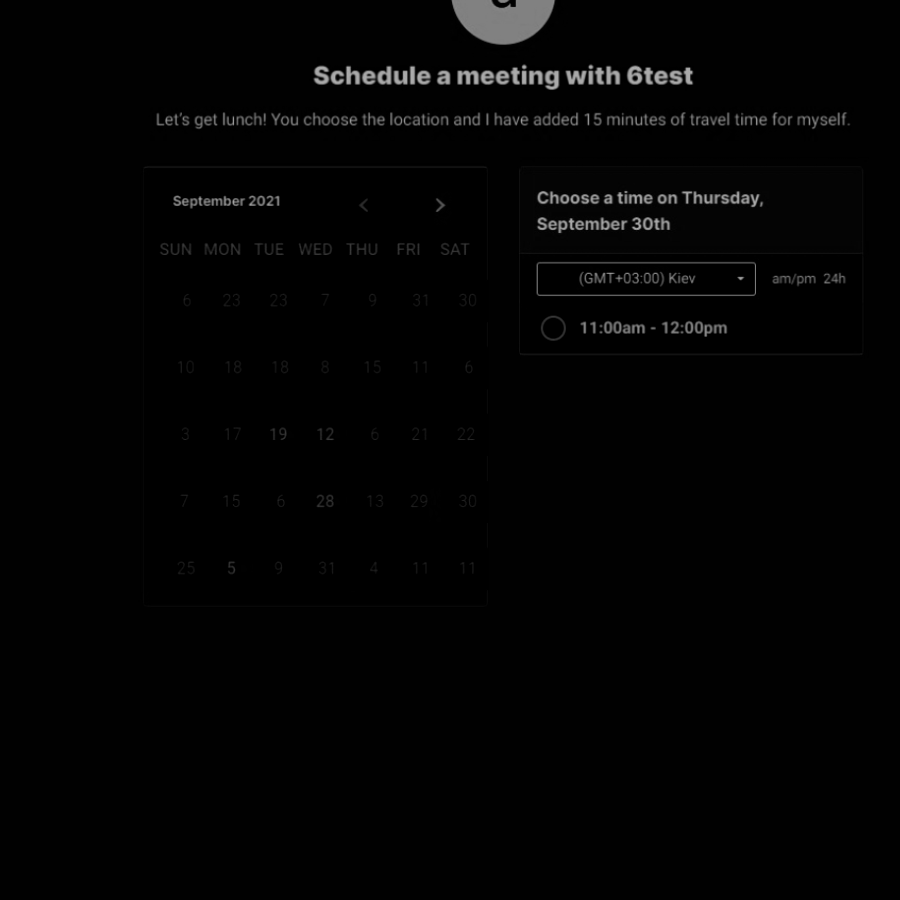 Schedule a meeting with 6test
Let's get lunch! You choose the location and I have added 15 minutes of travel time for myself.
September 2021
SUN MON TUE WED THU FRI SAT
6 23 23 7 9 31 30
10 18 18 8 15 11 6
3 17 19 12 6 21 22
7 15 6 28 13 29 30
25 5 9 31 4 11 11
Choose a time on Thursday,
September 30th
(GMT+03:00) Kiev am/pm 24h
11:00am - 12:00pm